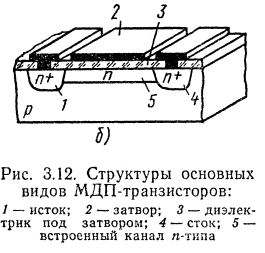 2 3
n+ n n+
p
1 5 4
б)
Рис. 3.12. Структуры основных
видов МДП-транзисторов:
1 — исток; 2 — затвор; 3 — диэлек-
трик под затвором; 4 — сток; 5 —
встроенный канал n-типа